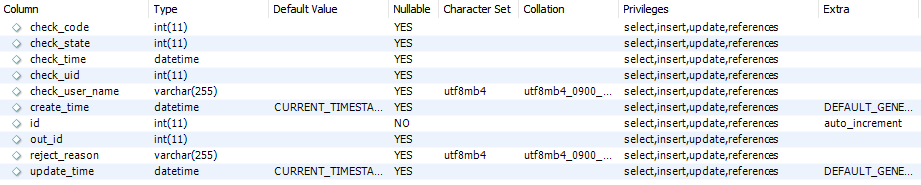 Column Type Default Value Nullable Character Set Collation Privileges Extra
check_code int(11) YES select,insert,update,references
check_state int(11) YES select,insert,update,references
check_time datetime YES select,insert,update,references
check_uid int(11) YES select,insert,update,references
check_user_name varchar(255) YES utf8mb4 utf8mb4_0900_... select,insert,update,references
create_time datetime CURRENT_TIMESTA... YES select,insert,update,references DEFAULT_GENE...
id int(11) NO select,insert,update,references auto_increment
out_id int(11) YES select,insert,update,references
reject_reason varchar(255) YES utf8mb4 utf8mb4_0900_... select,insert,update,references
update_time datetime CURRENT_TIMESTA... YES select,insert,update,references DEFAULT_GENE...